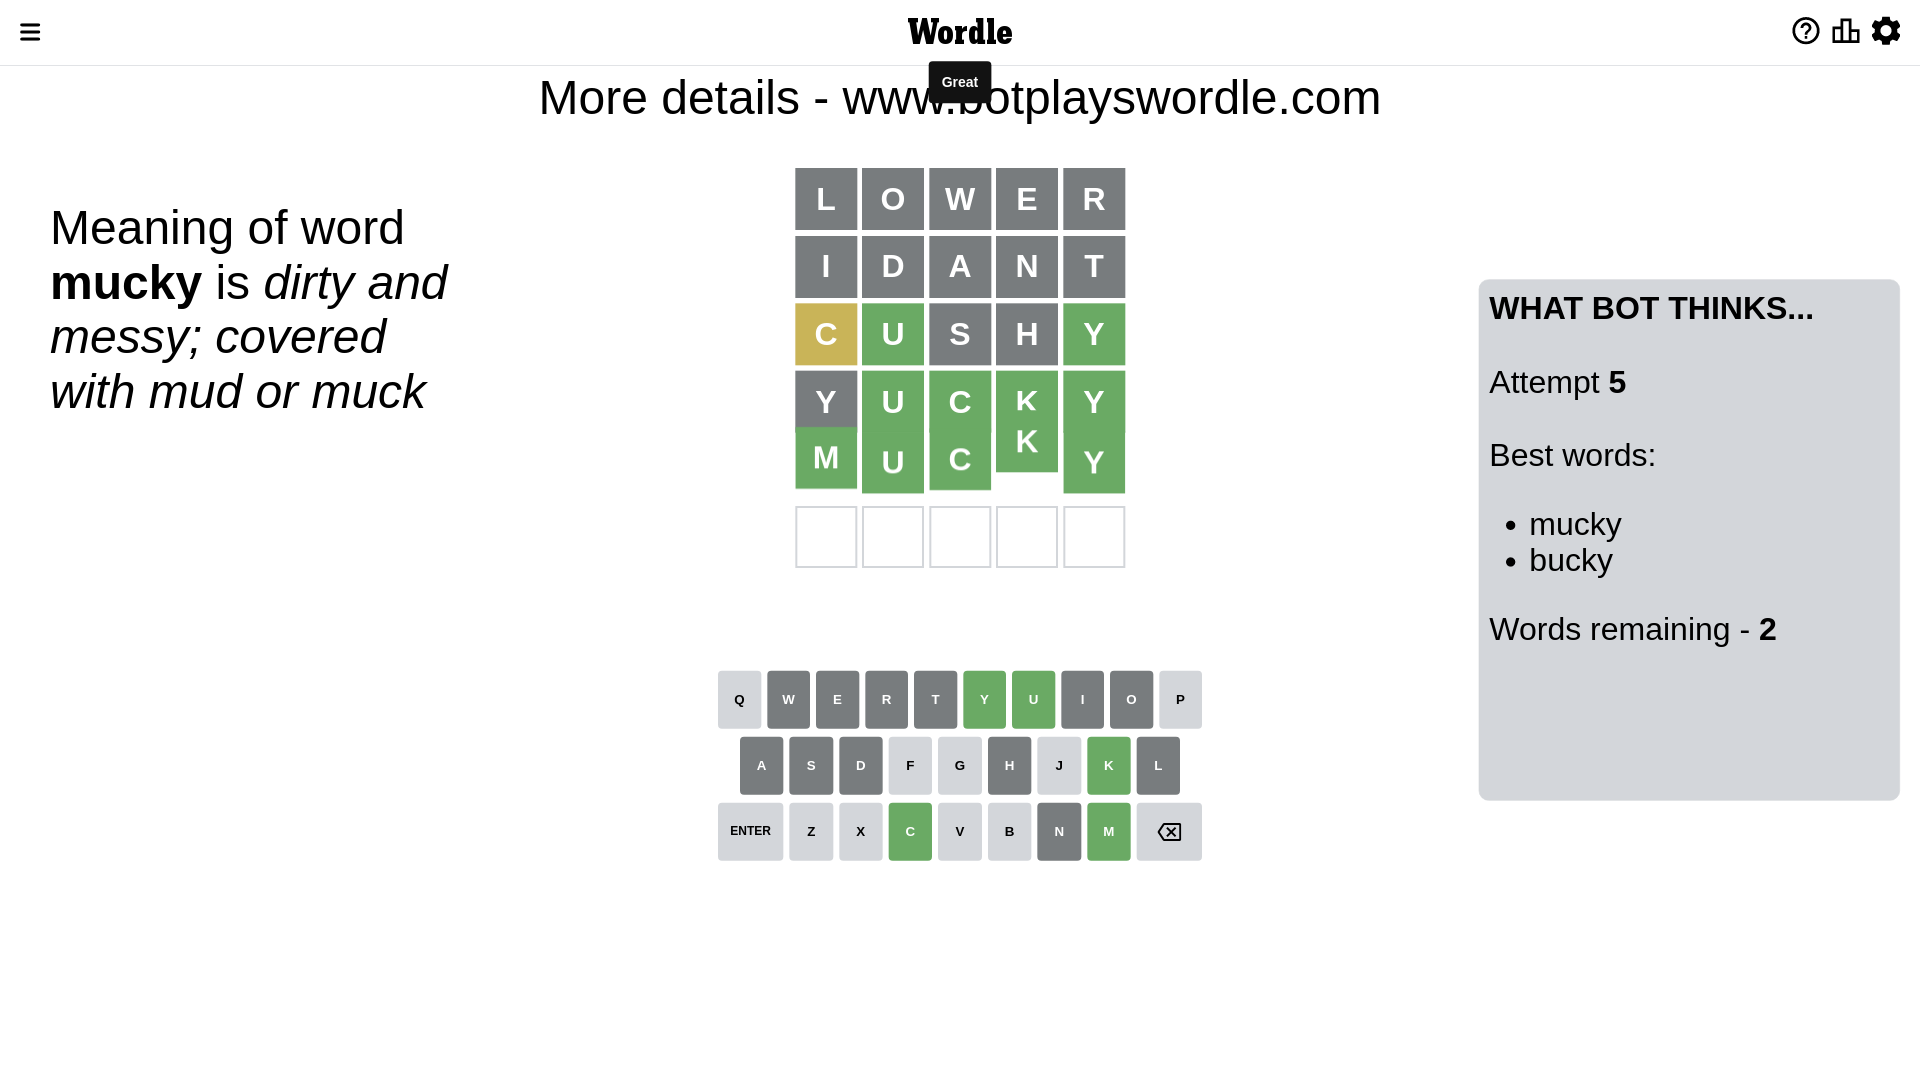 Wordle
Great
More details - www.botplayswordle.com
Meaning of word
mucky is dirty and
messy; covered
with mud or muck
L O W E R
I D A N T
C U S H Y
Y U C K Y
M U C K Y
WHAT BOT THINKS...
Attempt 5
Best words:
• mucky
• bucky
Words remaining - 2
Q W E R T Y U I O P
A S D F G H J K L
ENTER Z X C V B N M